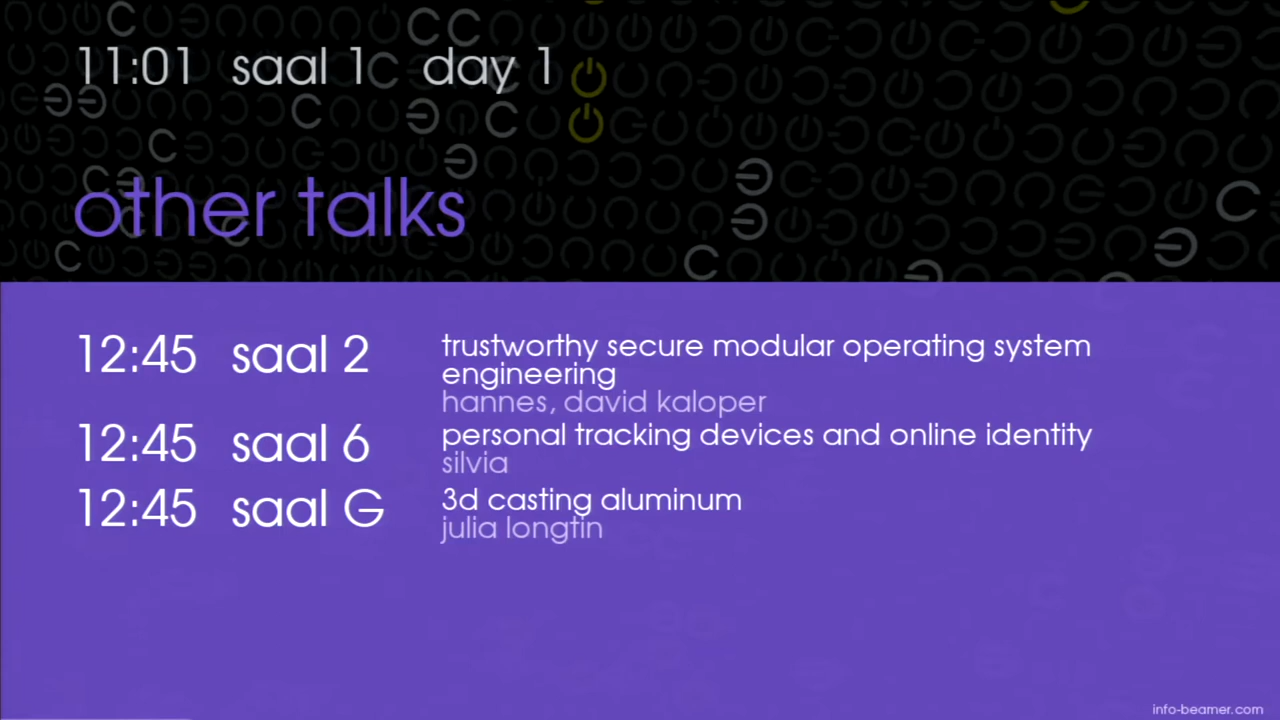 11:01 saal 1 day 1
other talks
12:45 saal 2 trustworthy secure modular operating system
engineering
hannes, david kaloper
12:45 saal 6 personal tracking devices and online identity
silvia
12:45 saal G 3d casting aluminum
julia longtin
info-beamer.com